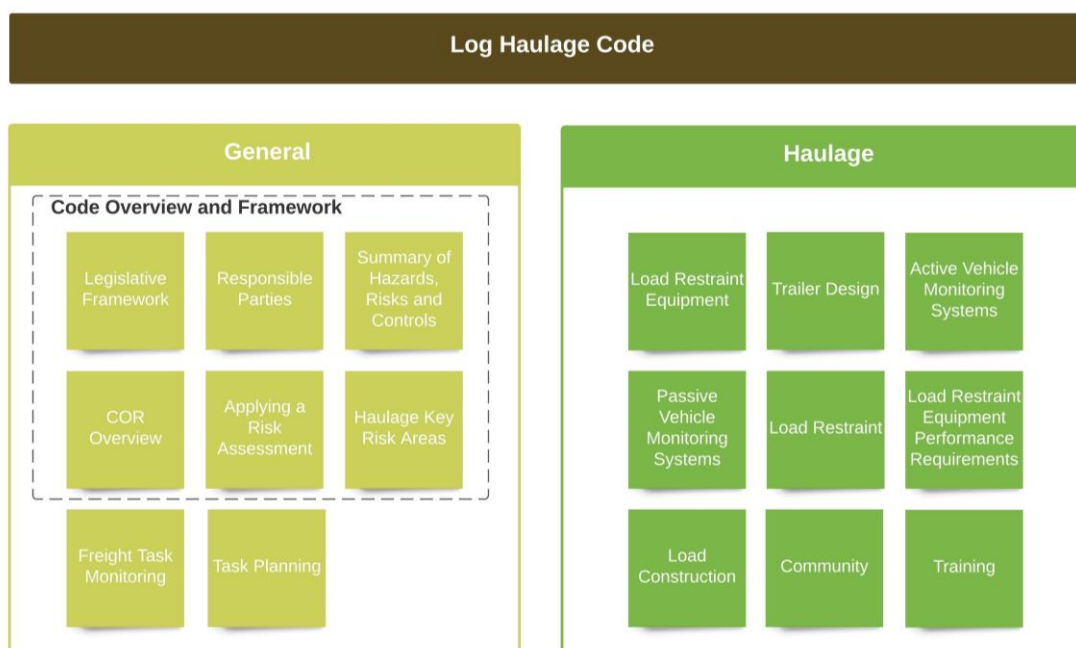 Log Haulage Code
General
Code Overview and Framework
Legislative
Framework
Responsible
Parties
Summary of
Hazards,
Risks and
Controls
COR
Overview
Applying a
Risk
Assessment
Haulage Key
Risk Areas
Freight Task
Monitoring
Task Planning
Haulage
Load Restraint
Equipment
Trailer Design
Active Vehicle
Monitoring
Systems
Passive
Vehicle
Monitoring
Systems
Load Restraint
Load Restraint
Equipment
Performance
Requirements
Load
Construction
Community
Training